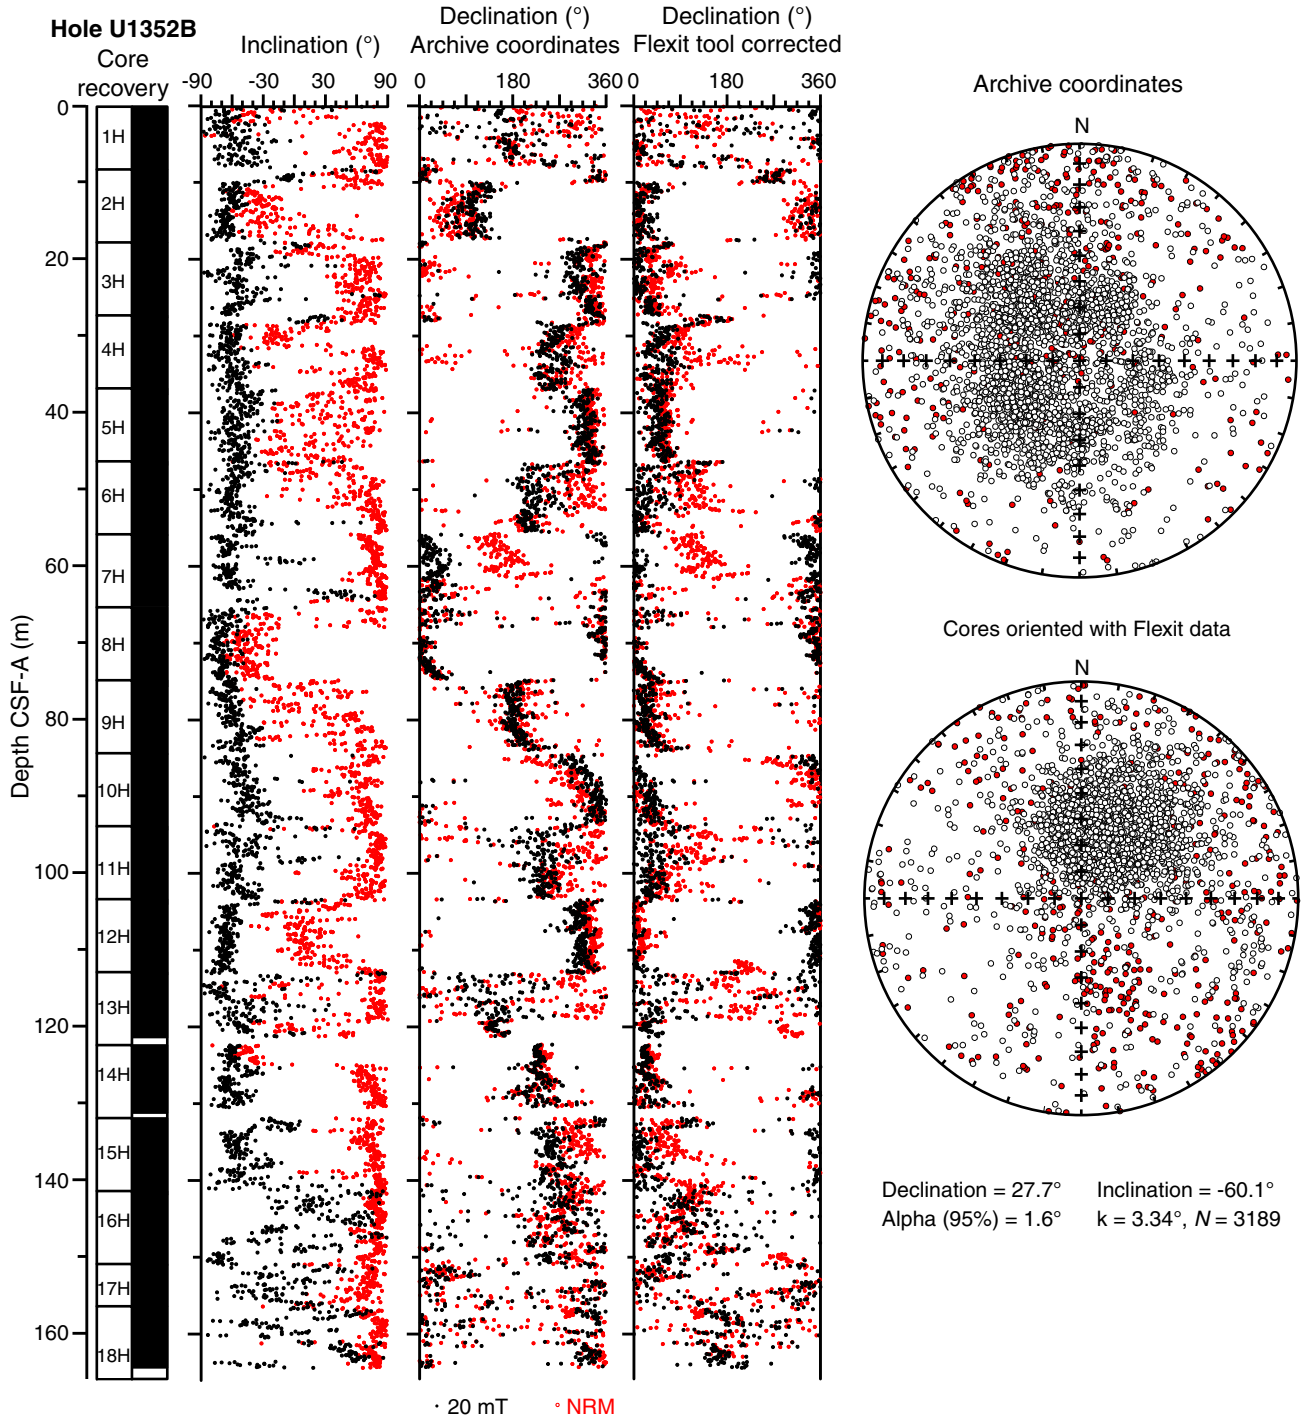 Hole U1352B
Core
recovery
Inclination (°)
Declination (°)
Archive coordinates
Declination (°)
Flexit tool corrected
-90 -30 30 90
0 180 360
0 180 360
Depth CSF-A (m)
0
20
40
60
80
100
120
140
160
1H
2H
3H
4H
5H
6H
7H
8H
9H
10H
11H
12H
13H
14H
15H
16H
17H
18H
20 mT
NRM
Archive coordinates
N
Cores oriented with Flexit data
N
Declination = 27.7° Inclination = -60.1°
Alpha (95%) = 1.6° k = 3.34°, N = 3189